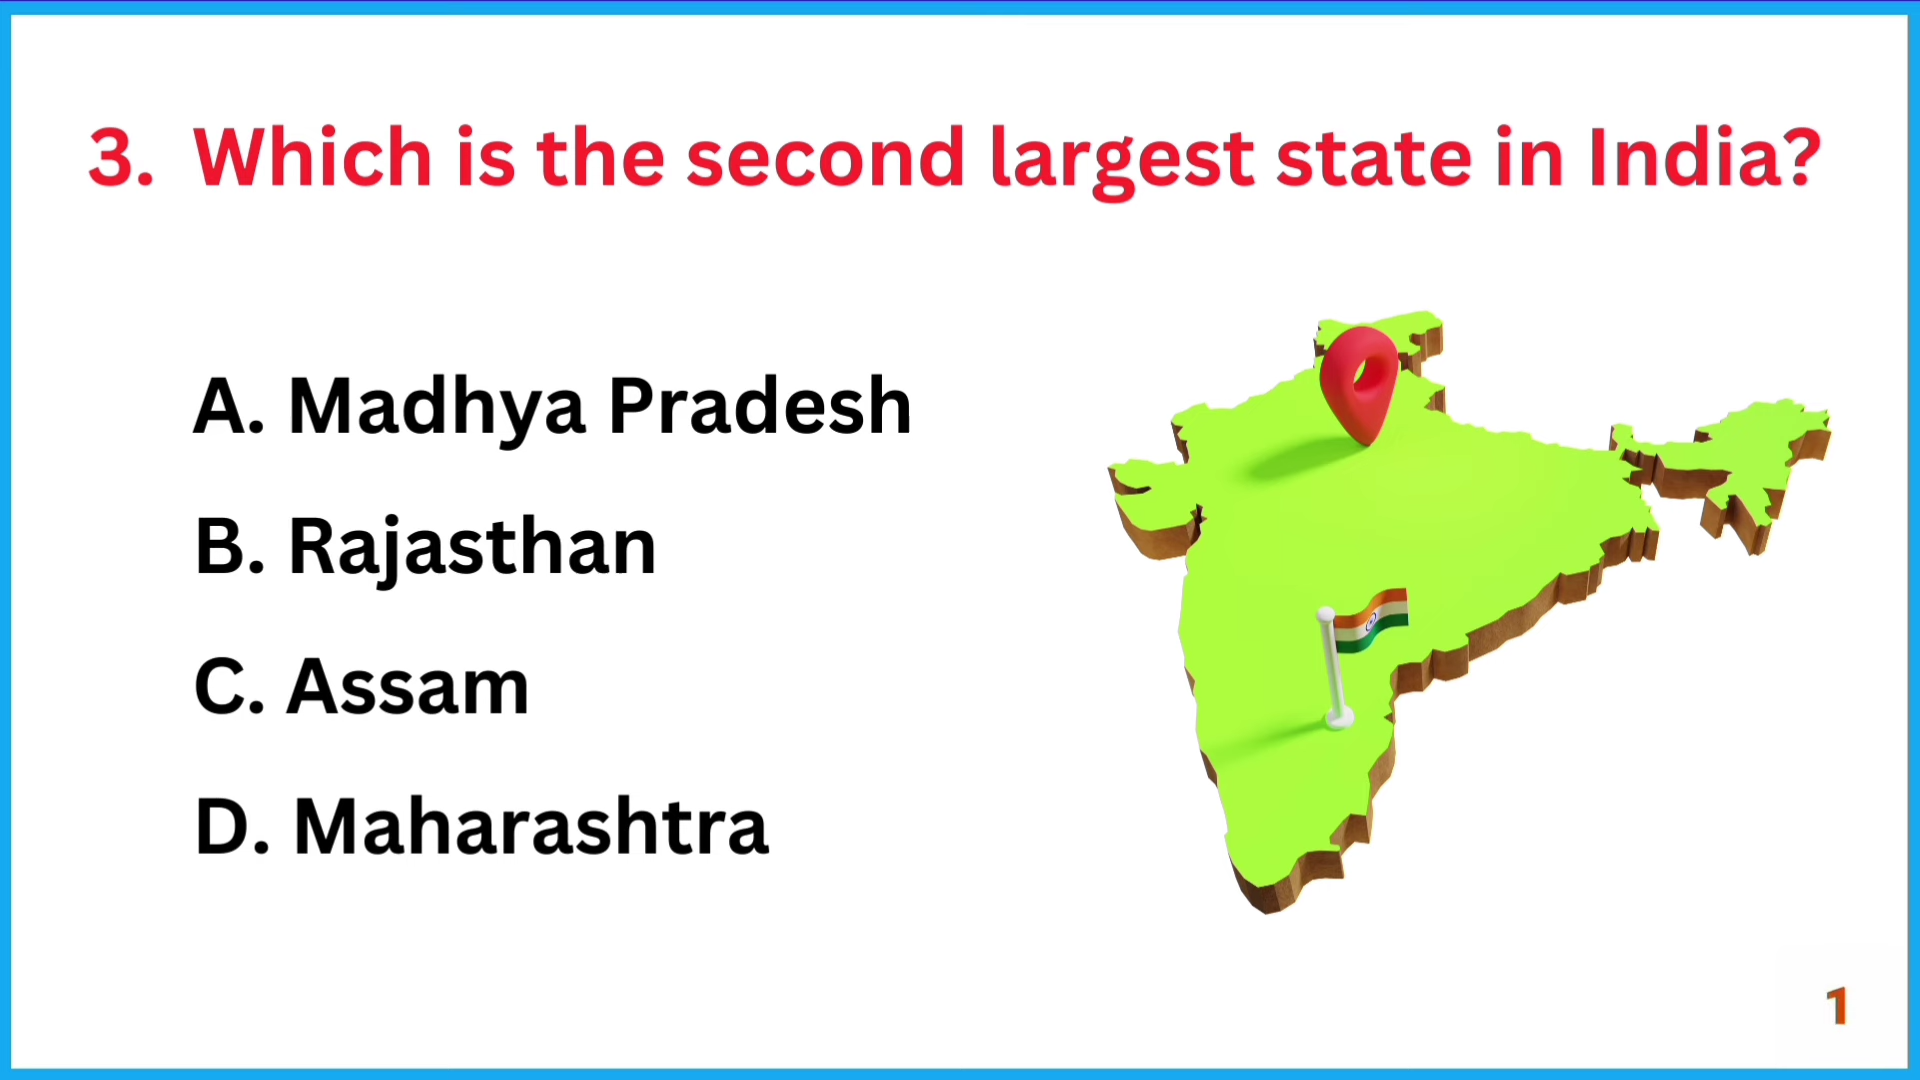 3. Which is the second largest state in India?
A. Madhya Pradesh
B. Rajasthan
C. Assam
D. Maharashtra
1